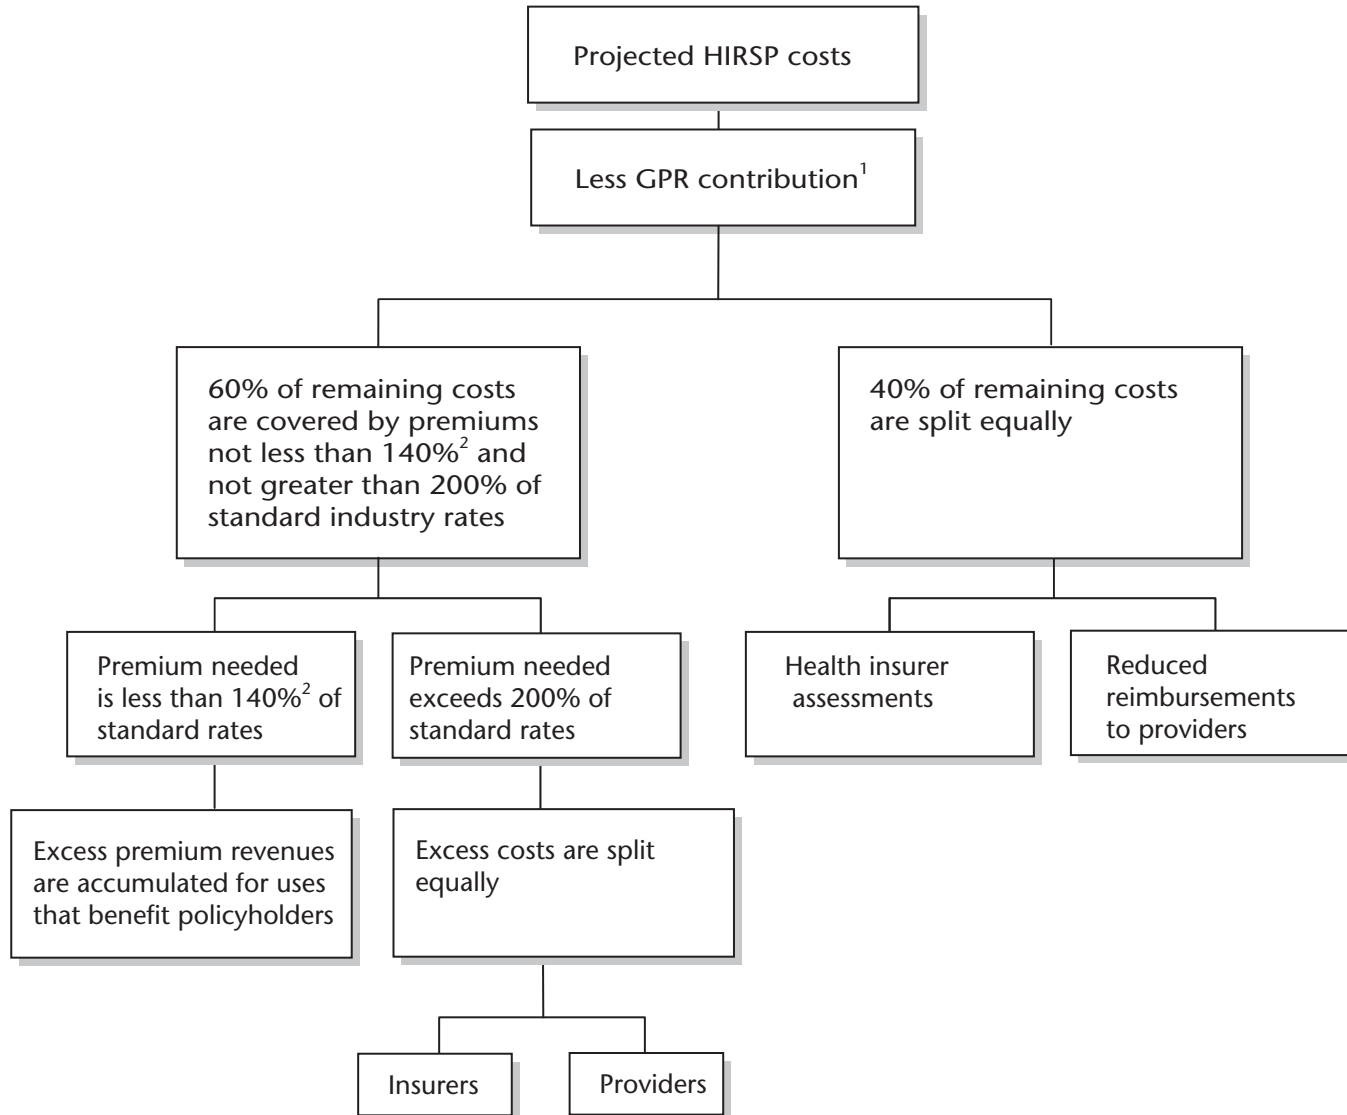 Projected HIRSP costs
Less GPR contribution¹
60% of remaining costs
are covered by premiums
not less than 140%² and
not greater than 200% of
standard industry rates
40% of remaining costs
are split equally
Premium needed
is less than 140%² of
standard rates
Premium needed
exceeds 200% of
standard rates
Health insurer
assessments
Reduced
reimbursements
to providers
Excess premium revenues
are accumulated for uses
that benefit policyholders
Excess costs are split
equally
Insurers
Providers